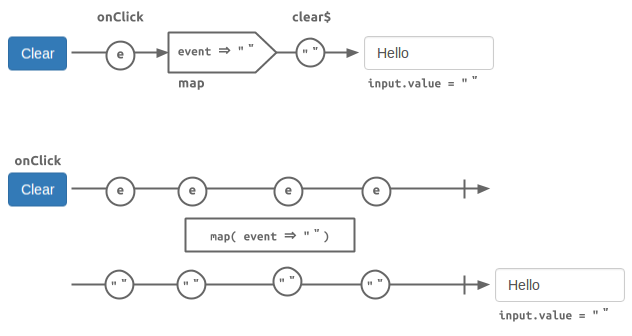 onClick clear$
Clear e event => "" "" Hello
map input.value = ""
onClick
Clear e e e e
map( event => "" )
"" "" "" "" Hello
input.value = ""